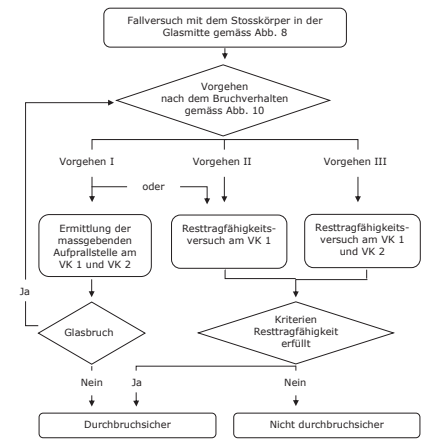 Fallversuch mit dem Stosskörper in der
Glasmitte gemäss Abb. 8
Vorgehen
nach dem Bruchverhalten
gemäss Abb. 10
Vorgehen I
Vorgehen II
Vorgehen III
oder
Ermittlung der
massgebenden
Aufprallstelle am
VK 1 und VK 2
Resttragfähigkeits-
versuch am VK 1
Resttragfähigkeits-
versuch am VK 1
und VK 2
Ja
Glasbruch
Kriterien
Resttragfähigkeit
erfüllt
Nein
Ja
Nein
Durchbruchsicher
Nicht durchbruchsicher